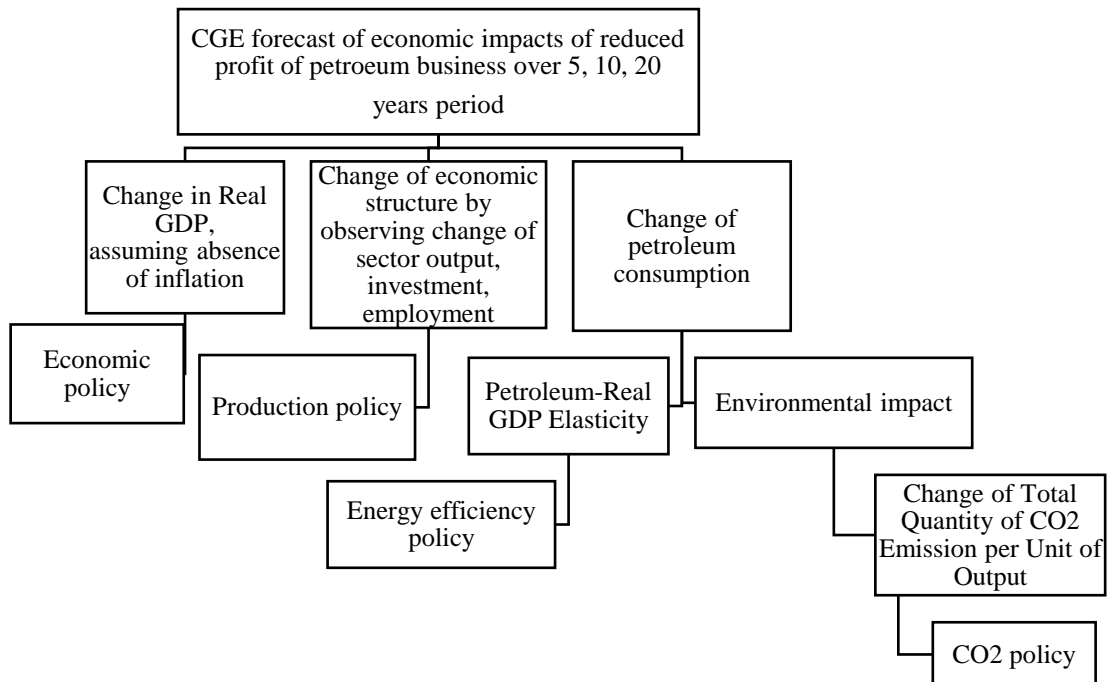 CGE forecast of economic impacts of reduced
profit of petroeum business over 5, 10, 20
years period
Change in Real
GDP,
assuming absence
of inflation
Change of economic
structure by
observing change of
sector output,
investment,
employment
Change of
petroleum
consumption
Economic
policy
Production policy
Petroleum-Real
GDP Elasticity
Environmental impact
Energy efficiency
policy
Change of Total
Quantity of CO2
Emission per Unit of
Output
CO2 policy